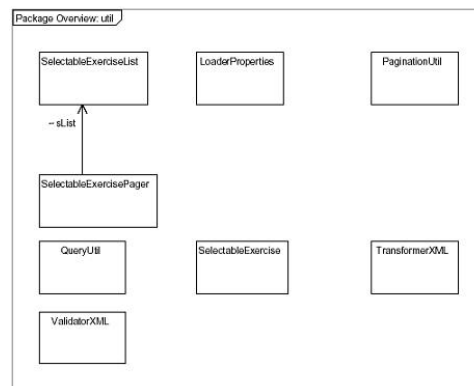 Package Overview: util
SelectableExerciseList
LoaderProperties
PaginationUtil
~ sList
SelectableExercisePager
QueryUtil
SelectableExercise
TransformerXML
ValidatorXML